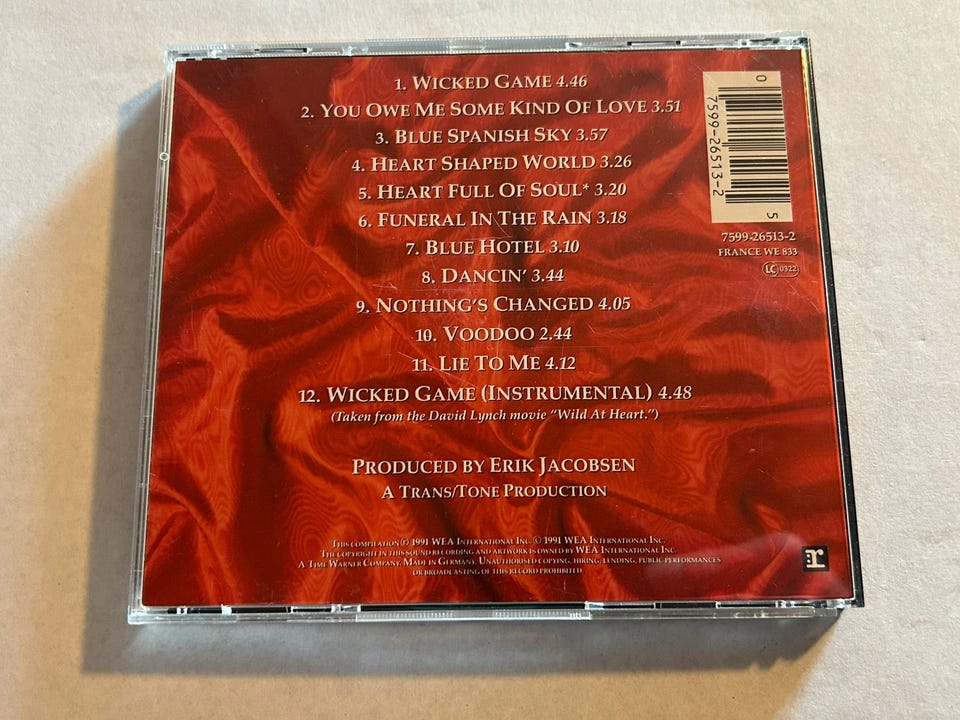 1. WICKED GAME 4.46
2. YOU OWE ME SOME KIND OF LOVE 3.51
3. BLUE SPANISH SKY 3.57
4. HEART SHAPED WORLD 3.26
5. HEART FULL OF SOUL* 3.20
6. FUNERAL IN THE RAIN 3.18
7. BLUE HOTEL 3.10
8. DANCIN' 3.44
9. NOTHING'S CHANGED 4.05
10. VOODOO 2.44
11. LIE TO ME 4.12
12. WICKED GAME (INSTRUMENTAL) 4.48
(Taken from the David Lynch movie "Wild At Heart.")
PRODUCED BY ERIK JACOBSEN
A TRANS/TONE PRODUCTION
THIS COMPILATION ℗ 1991 WEA INTERNATIONAL INC. © 1991 WEA INTERNATIONAL INC.
THE COPYRIGHT IN THIS SOUND RECORDING AND ARTWORK IS OWNED BY WEA INTERNATIONAL INC.
A TIME WARNER COMPANY. MADE IN GERMANY. UNAUTHORISED COPYING, HIRING, LENDING, PUBLIC PERFORMANCES
OR BROADCASTING OF THIS RECORD PROHIBITED
0
7599-26513-2
5
7599-26513-2
FRANCE WE 833
LC 0322
r